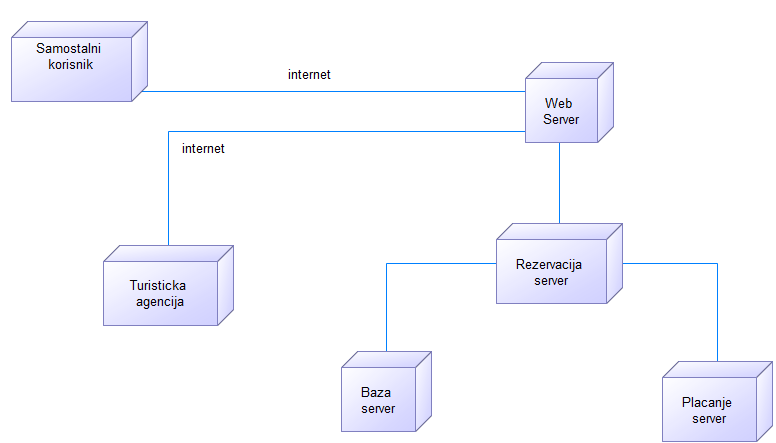 Samostalni
korisnik
internet
Web
Server
internet
Rezervacija
server
Turisticka
agencija
Baza
server
Placanje
server